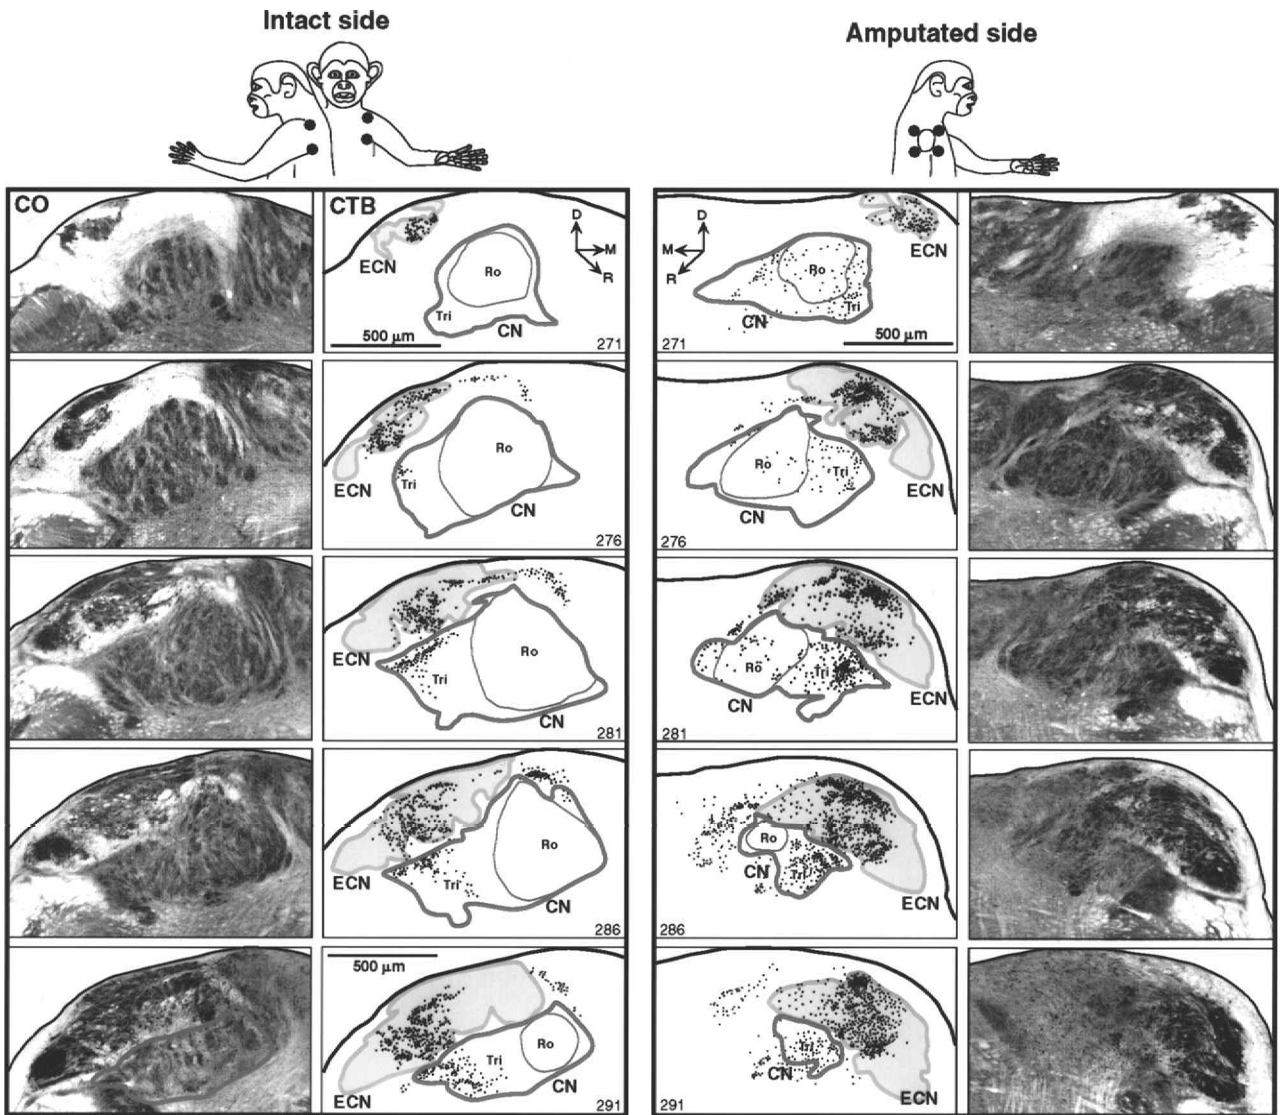 Intact side
Amputated side
CO
CTB
ECN
Ro
Tri
CN
D
M
R
500 µm
271
D
M
R
Ro
Tri
CN
ECN
271
500 µm
ECN
Tri
Ro
CN
276
Ro
Tri
CN
ECN
276
ECN
Tri
Ro
CN
281
Ro
Tri
CN
ECN
281
ECN
Tri
Ro
CN
286
Ro
Tri
CN
ECN
286
500 µm
ECN
Tri
Ro
CN
291
Tri
CN
ECN
291